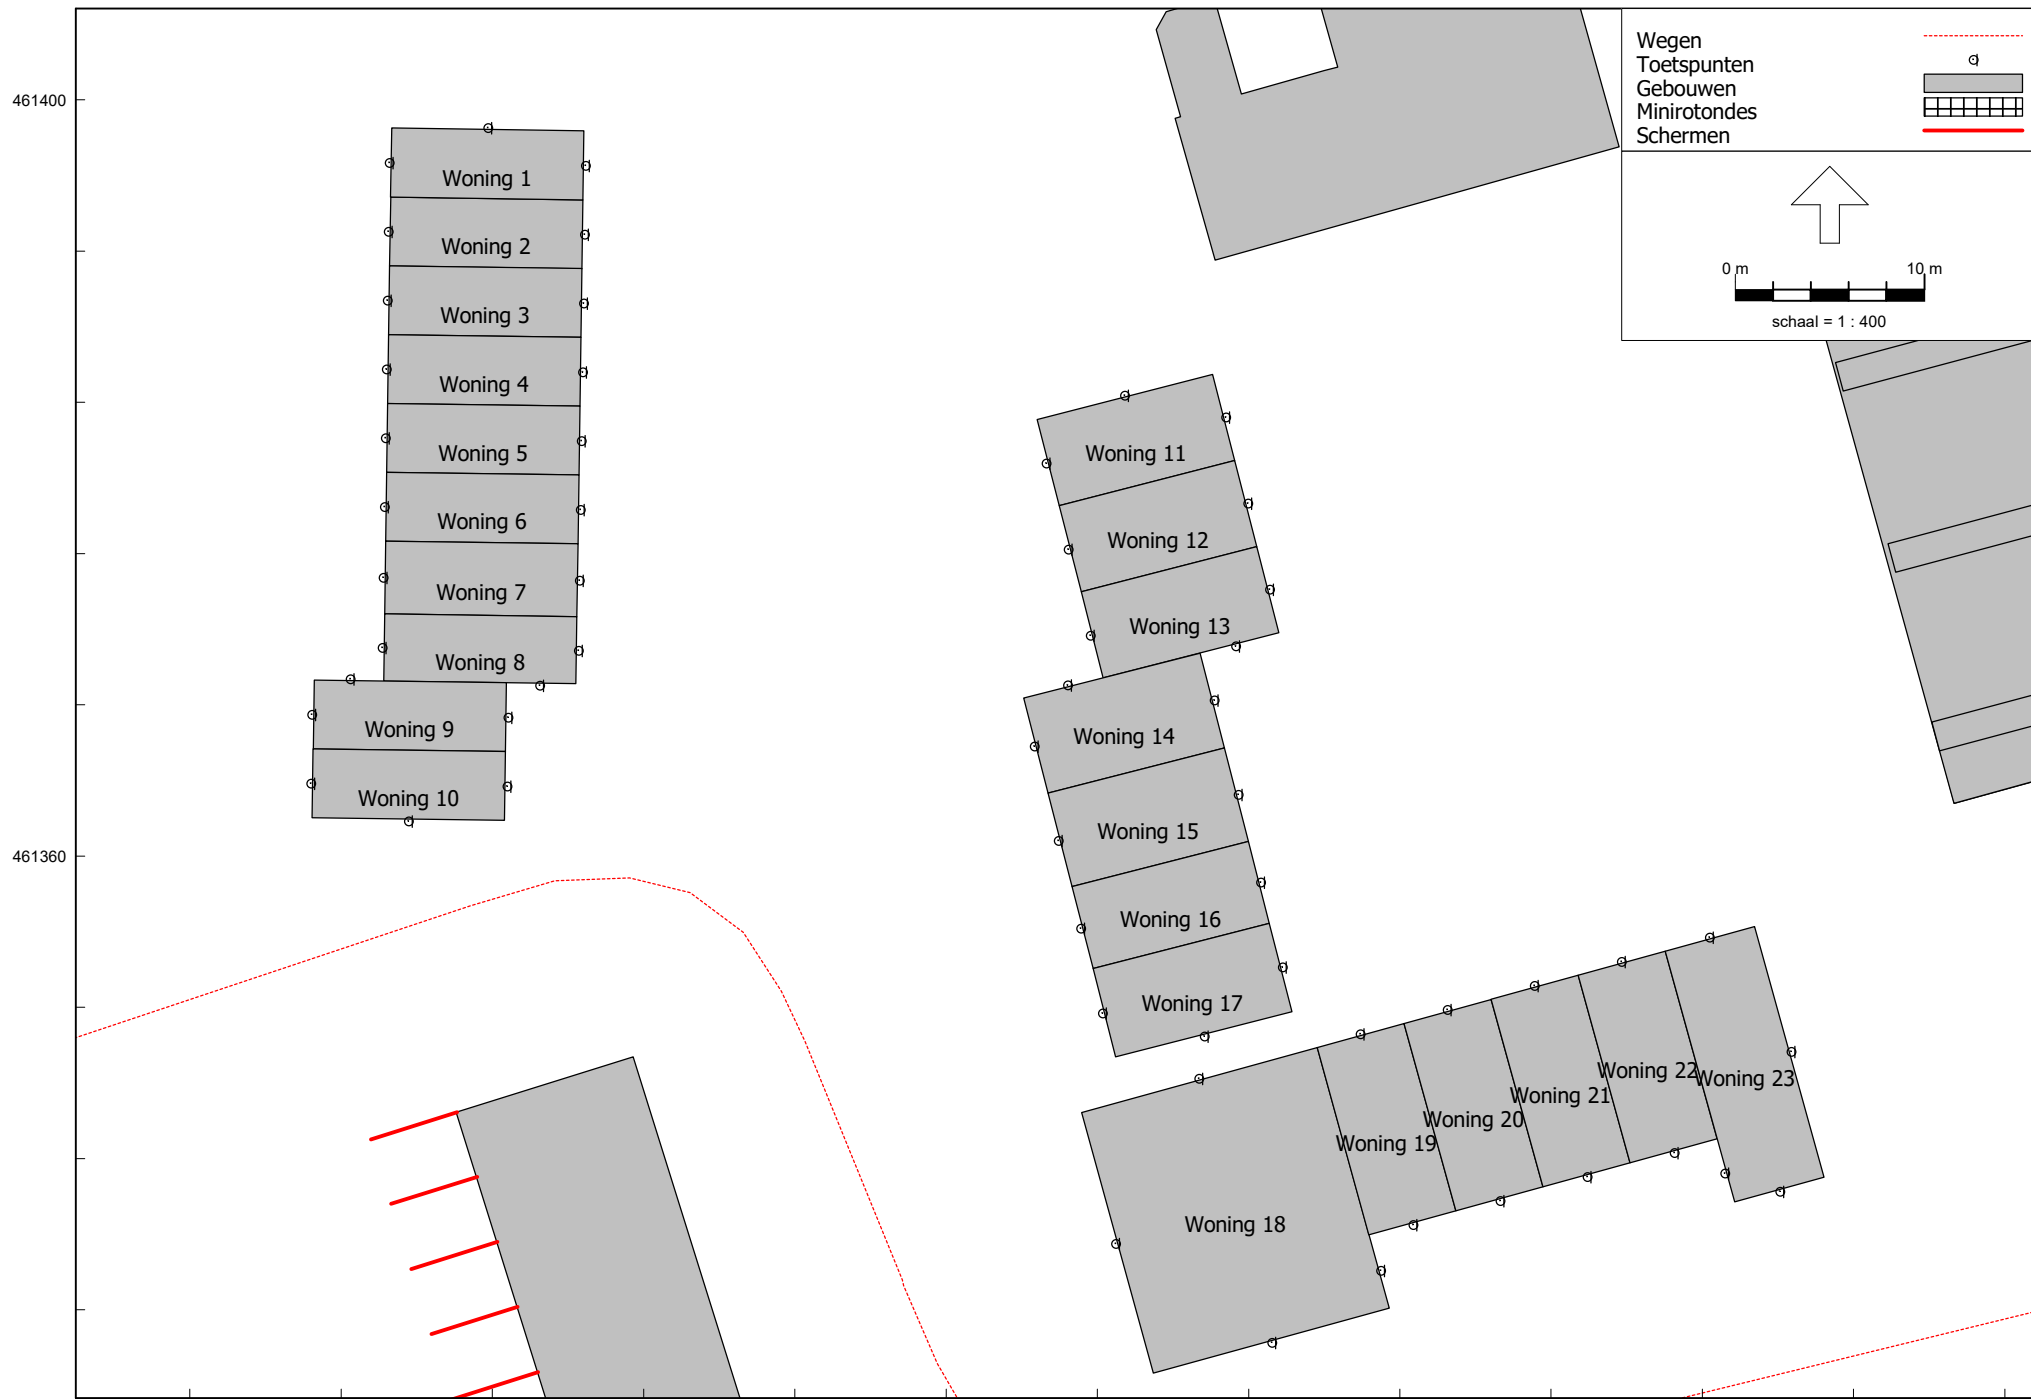 Wegen
Toetspunten
Gebouwen
Minirotondes
Schermen
0 m 10 m
schaal = 1 : 400
461400
461360
Woning 1
Woning 2
Woning 3
Woning 4
Woning 5
Woning 6
Woning 7
Woning 8
Woning 9
Woning 10
Woning 11
Woning 12
Woning 13
Woning 14
Woning 15
Woning 16
Woning 17
Woning 18
Woning 19
Woning 20
Woning 21
Woning 22
Woning 23